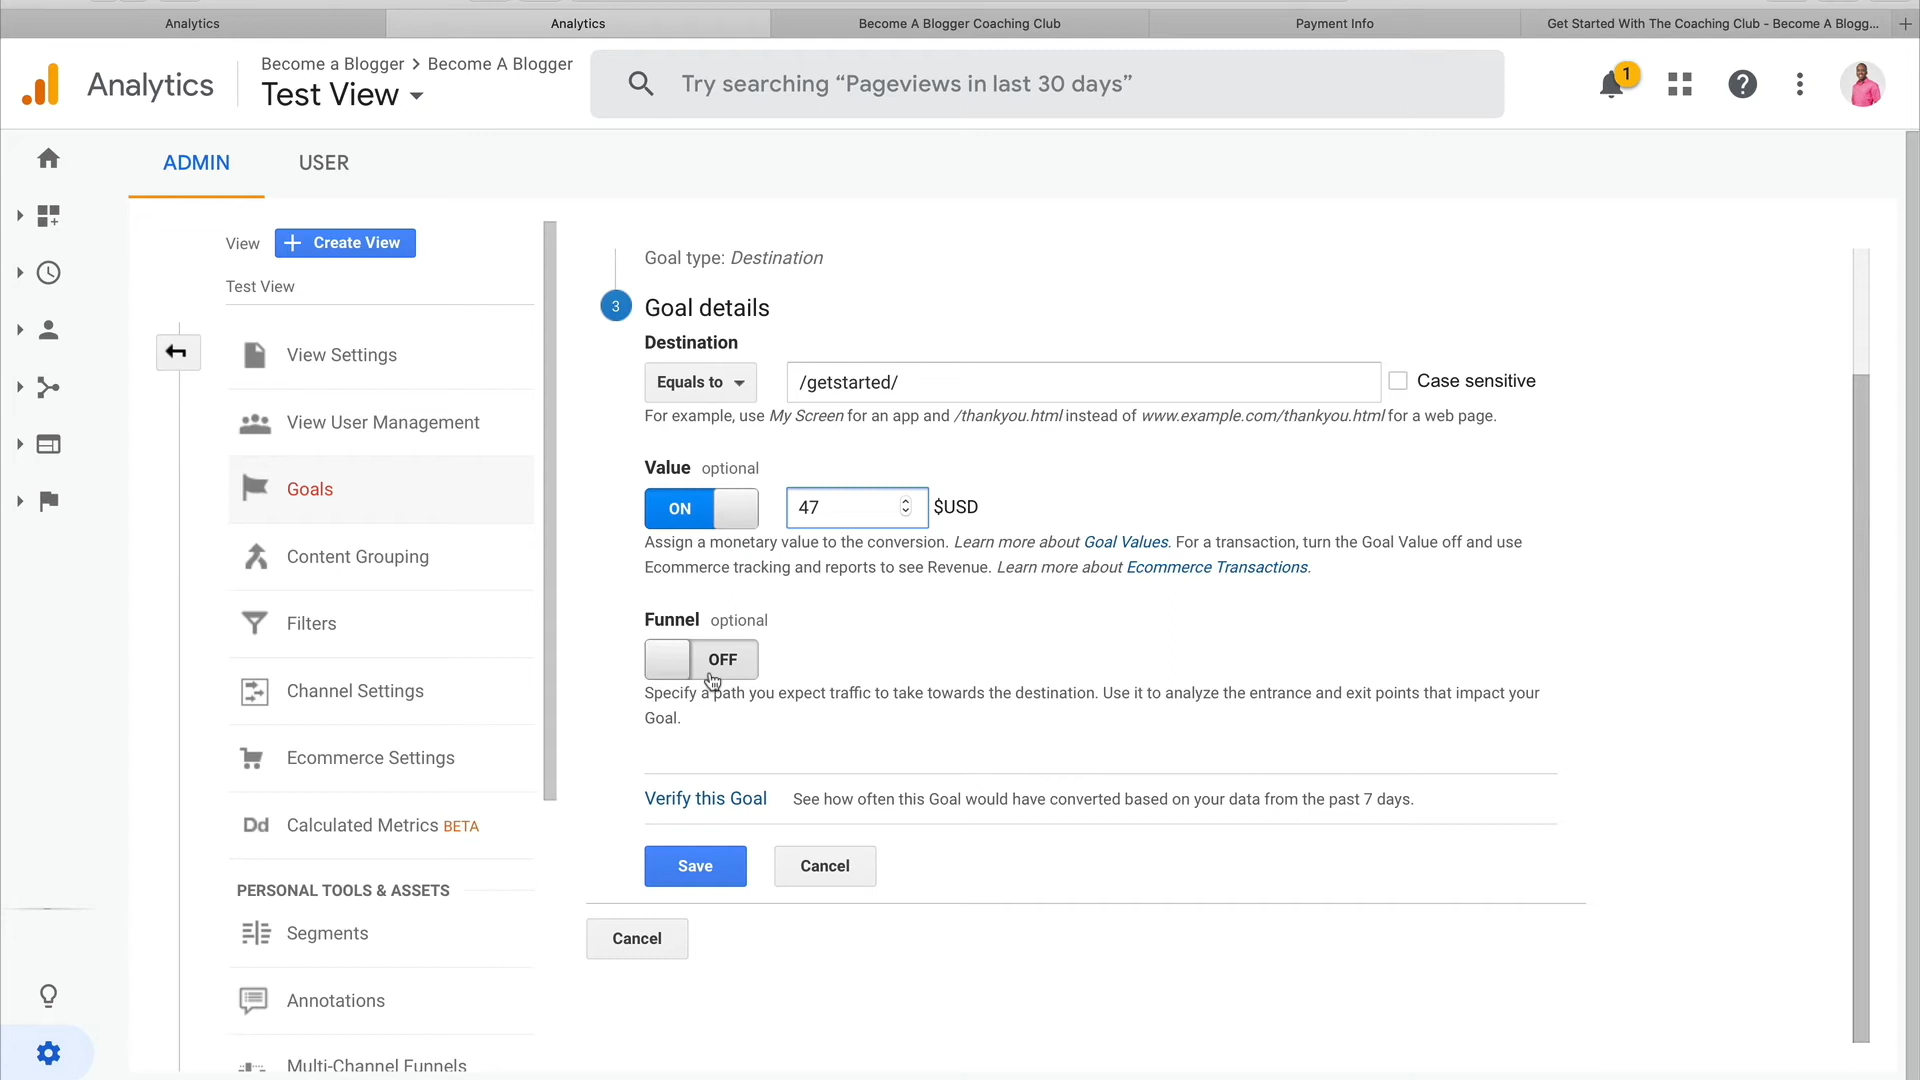 Analytics
Analytics
Become A Blogger Coaching Club
Payment Info
Get Started With The Coaching Club - Become A Blogg...
Analytics
Become a Blogger > Become A Blogger
Test View
Try searching “Pageviews in last 30 days”
1
ADMIN
USER
View
Create View
Test View
View Settings
View User Management
Goals
Content Grouping
Filters
Channel Settings
Ecommerce Settings
Dd Calculated Metrics BETA
PERSONAL TOOLS & ASSETS
Segments
Annotations
Multi-Channel Funnels
Goal type: Destination
3
Goal details
Destination
Equals to
/getstarted/
Case sensitive
For example, use My Screen for an app and /thankyou.html instead of www.example.com/thankyou.html for a web page.
Value optional
ON
47
$USD
Assign a monetary value to the conversion. Learn more about Goal Values. For a transaction, turn the Goal Value off and use
Ecommerce tracking and reports to see Revenue. Learn more about Ecommerce Transactions.
Funnel optional
OFF
Specify a path you expect traffic to take towards the destination. Use it to analyze the entrance and exit points that impact your
Goal.
Verify this Goal
See how often this Goal would have converted based on your data from the past 7 days.
Save
Cancel
Cancel